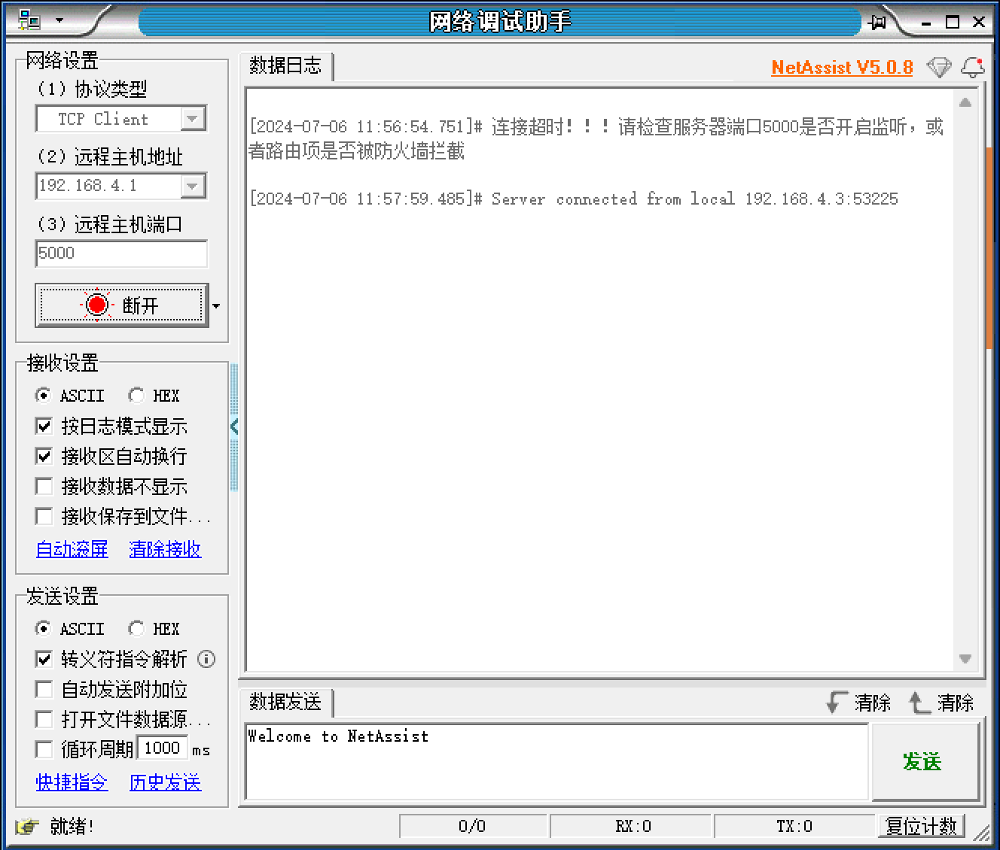 网络调试助手
网络设置
(1) 协议类型
TCP Client
(2) 远程主机地址
192.168.4.1
(3) 远程主机端口
5000
断开
接收设置
ASCII HEX
按日志模式显示
接收区自动换行
接收数据不显示
接收保存到文件...
自动滚屏 清除接收
发送设置
ASCII HEX
转义符指令解析
自动发送附加位
打开文件数据源...
循环周期 1000 ms
快捷指令 历史发送
数据日志
NetAssist V5.0.8
[2024-07-06 11:56:54.751]# 连接超时！！！请检查服务器端口5000是否开启监听，或
者路由项是否被防火墙拦截
[2024-07-06 11:57:59.485]# Server connected from local 192.168.4.3:53225
数据发送
清除 清除
Welcome to NetAssist
发送
就绪!
0/0
RX:0
TX:0
复位计数